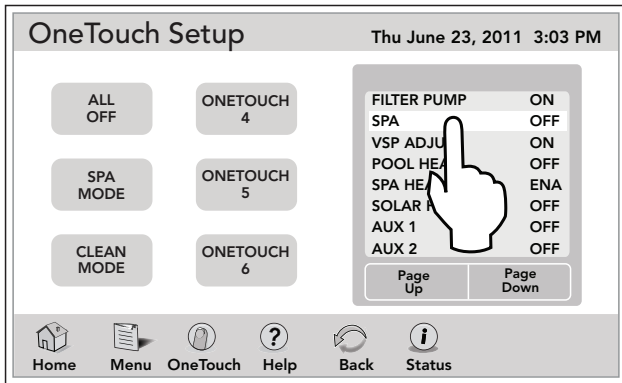 OneTouch Setup
Thu June 23, 2011 3:03 PM
ALL
OFF
ONETOUCH
4
SPA
MODE
ONETOUCH
5
CLEAN
MODE
ONETOUCH
6
FILTER PUMP ON
SPA OFF
VSP ADJU ON
POOL HEA OFF
SPA HEA ENA
SOLAR OFF
AUX 1 OFF
AUX 2 OFF
Page
Up
Page
Down
Home Menu OneTouch ? Help Back i Status